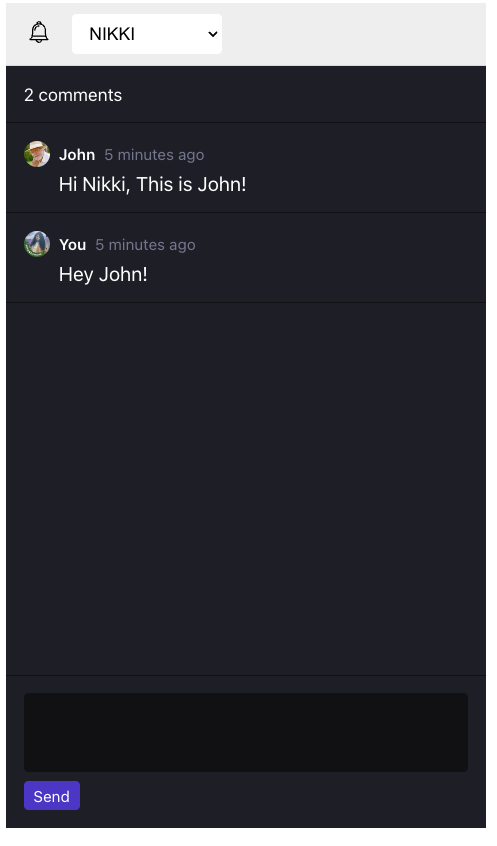 NIKKI
2 comments
John 5 minutes ago
Hi Nikki, This is John!
You 5 minutes ago
Hey John!
Send